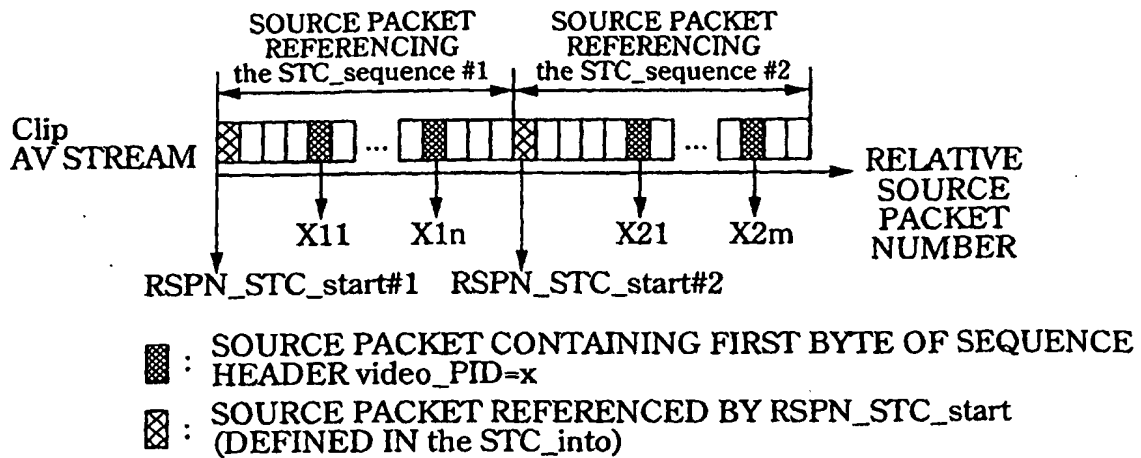 SOURCE PACKET
REFERENCING
the STC_sequence #1
SOURCE PACKET
REFERENCING
the STC_sequence #2
Clip
AV STREAM
...
...
RELATIVE
SOURCE
PACKET
NUMBER
X11
X1n
X21
X2m
RSPN_STC_start#1
RSPN_STC_start#2
: SOURCE PACKET CONTAINING FIRST BYTE OF SEQUENCE
HEADER video_PID=x
: SOURCE PACKET REFERENCED BY RSPN_STC_start
(DEFINED IN the STC_into)